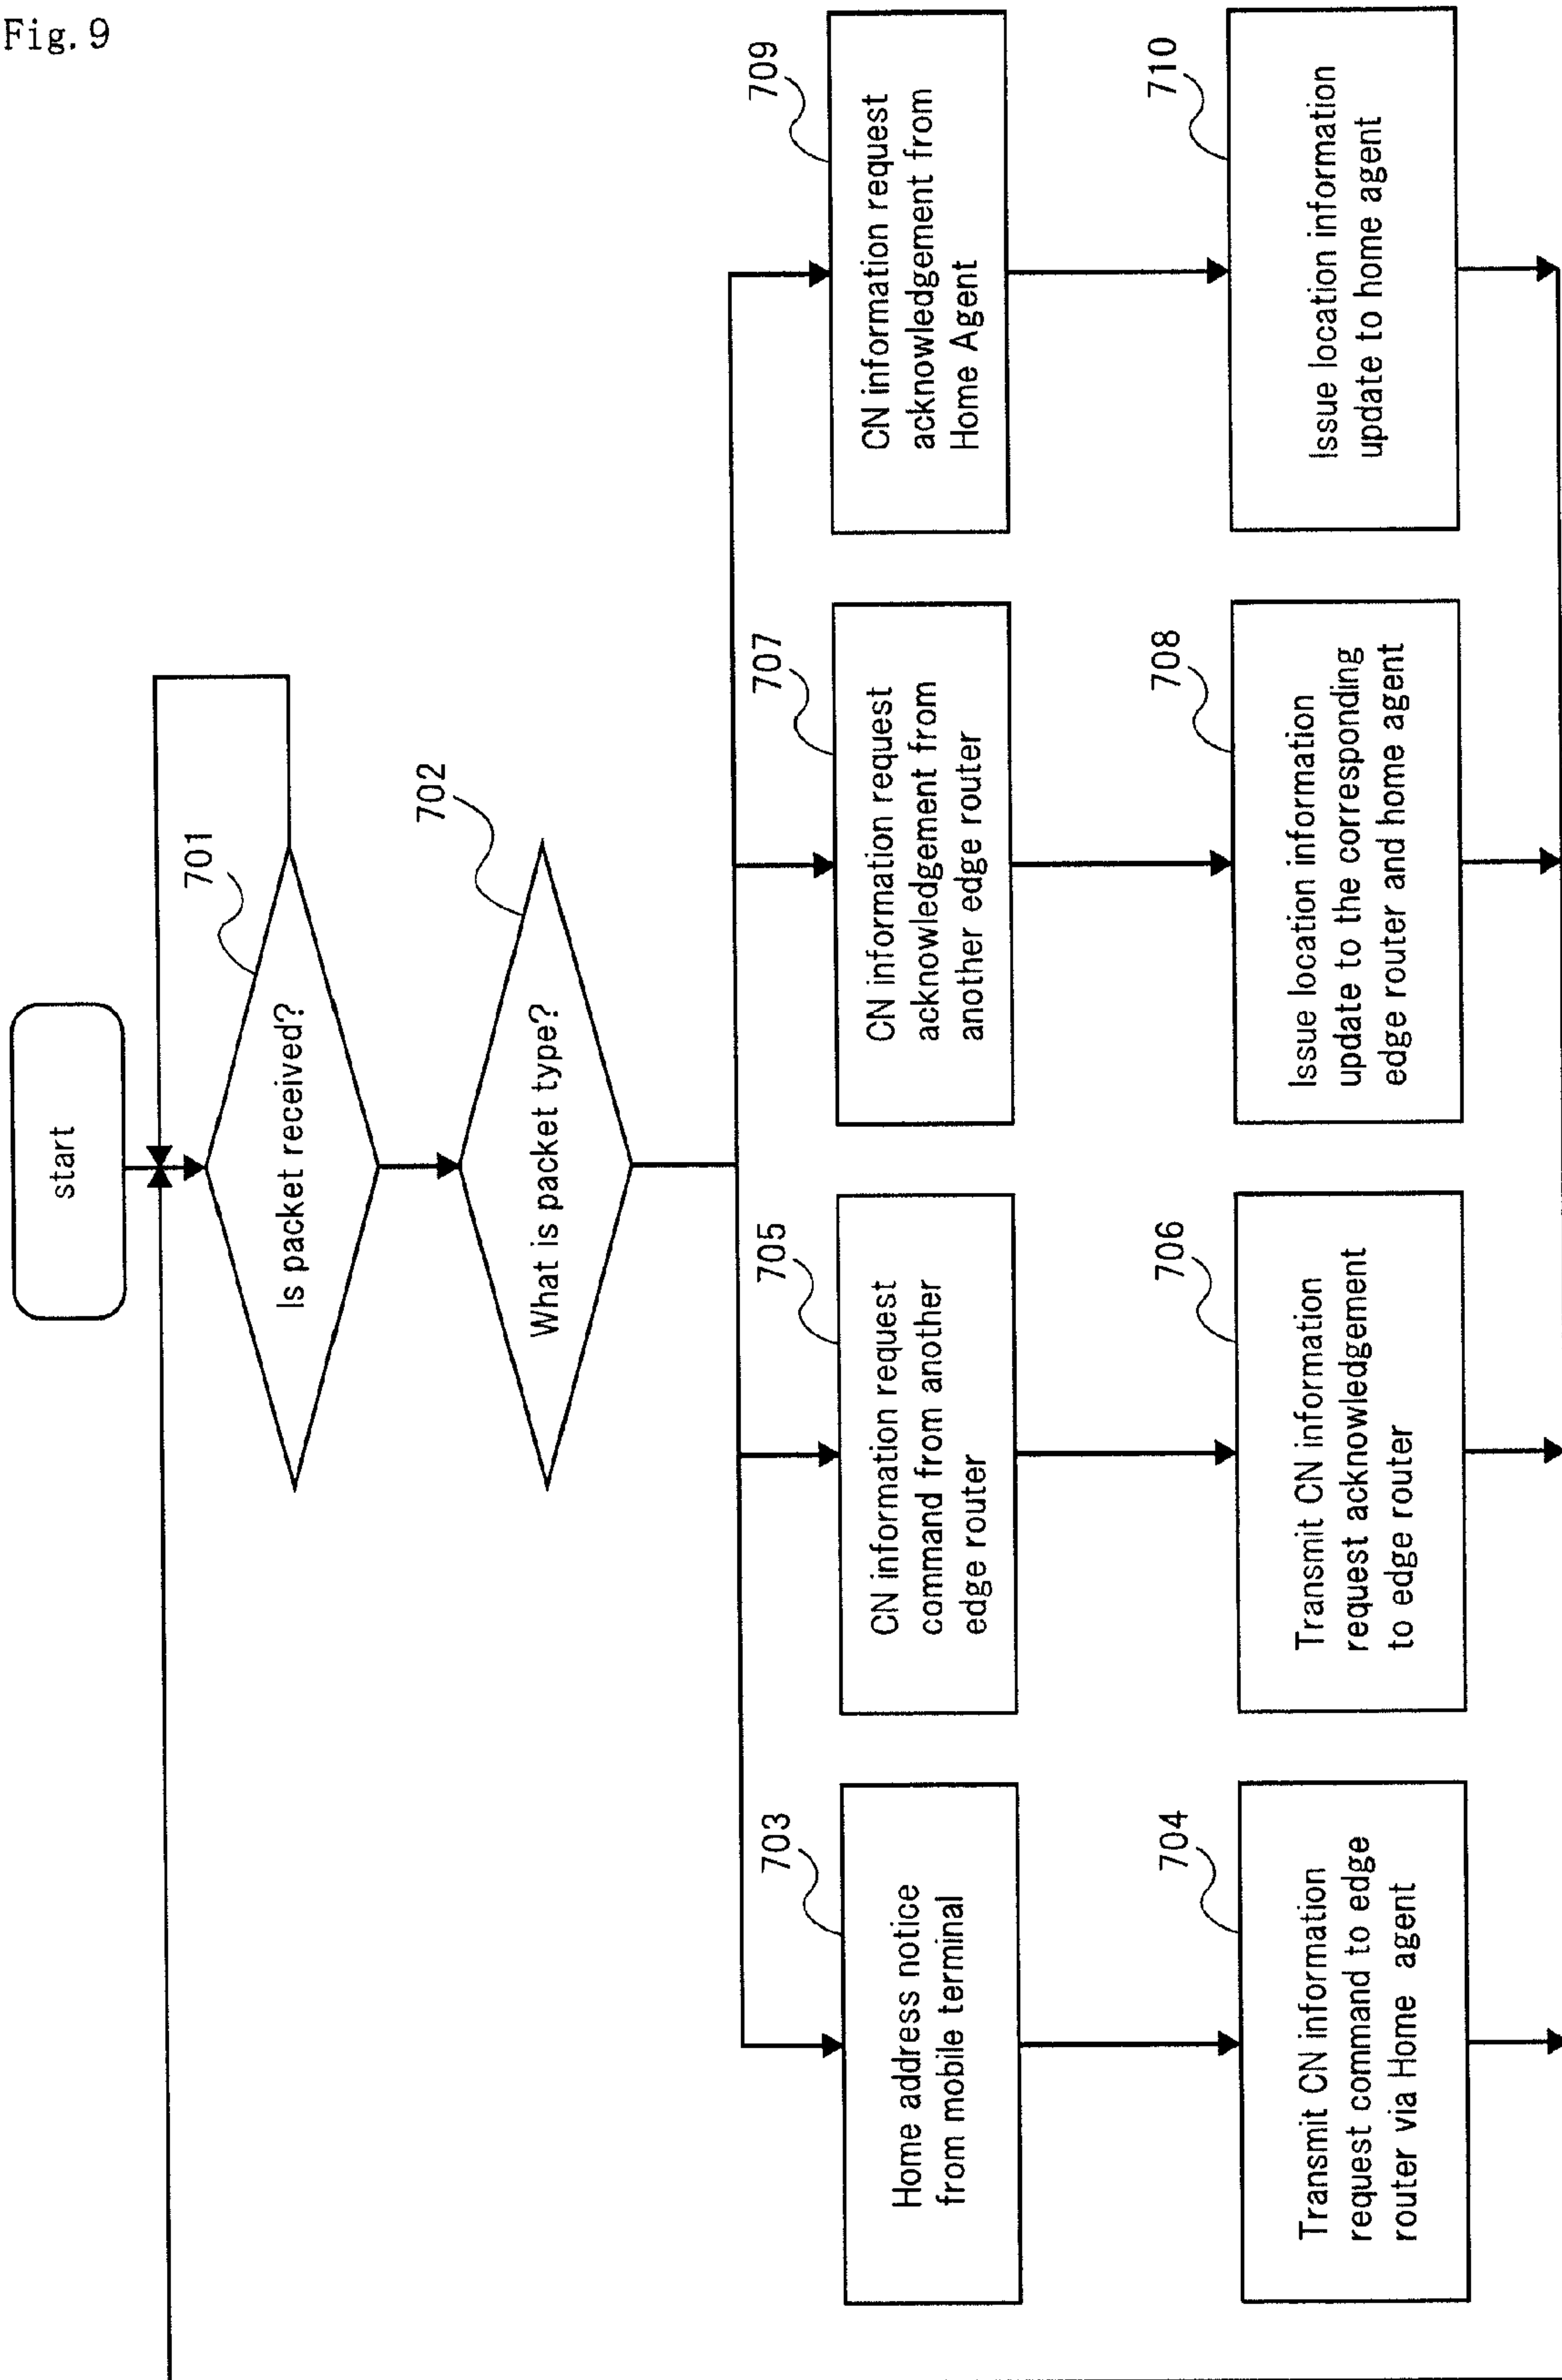 Fig. 9
start
701
Is packet received?
702
What is packet type?
703
Home address notice
from mobile terminal
704
Transmit CN information
request command to edge
router via Home agent
705
CN information request
command from another
edge router
706
Transmit CN information
request acknowledgement
to edge router
707
CN information request
acknowledgement from
another edge router
708
Issue location information
update to the corresponding
edge router and home agent
709
CN information request
acknowledgement from
Home Agent
710
Issue location information
update to home agent